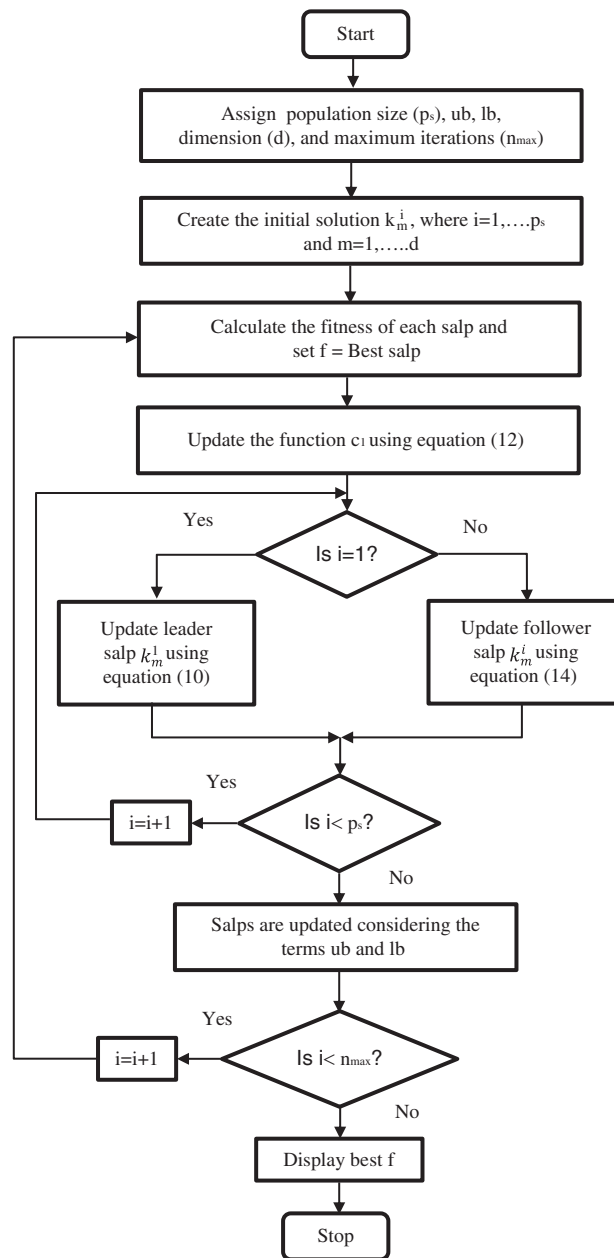 Start
Assign population size (pₛ), ub, lb,
dimension (d), and maximum iterations (nₘₐₓ)
Create the initial solution kₘⁱ, where i=1,….pₛ
and m=1,…..d
Calculate the fitness of each salp and
set f = Best salp
Update the function c₁ using equation (12)
Yes
No
Is i=1?
Update leader
salp kₘ¹ using
equation (10)
Update follower
salp kₘⁱ using
equation (14)
Yes
i=i+1
Is i< pₛ?
No
Salps are updated considering the
terms ub and lb
Yes
i=i+1
Is i< nₘₐₓ?
No
Display best f
Stop